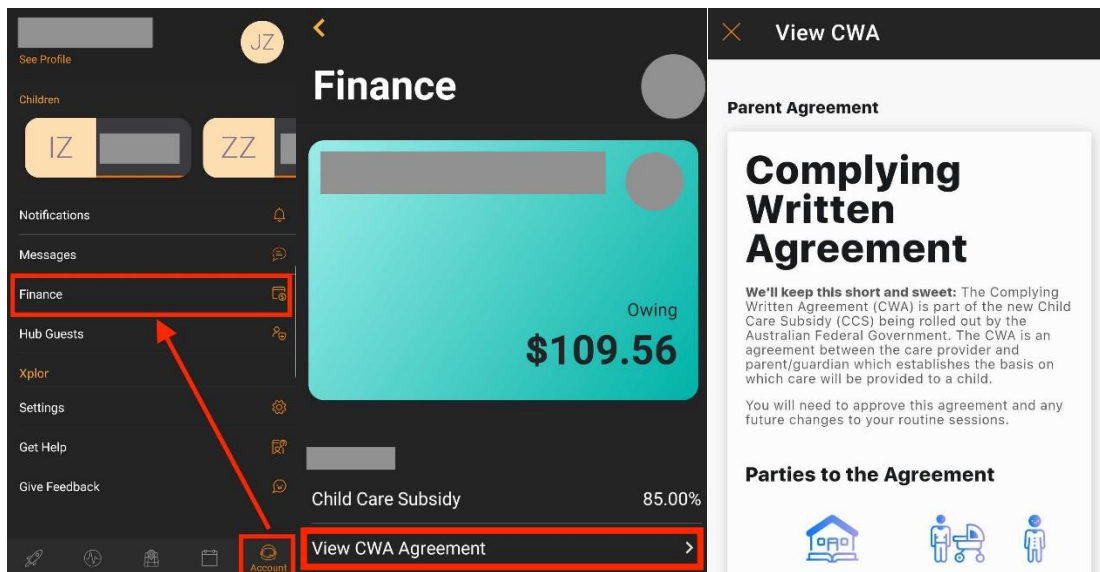 JZ
See Profile
Children
IZ
ZZ
Notifications
Messages
Finance
Hub Guests
Xplor
Settings
Get Help
Give Feedback
Account
Finance
Owing
$109.56
Child Care Subsidy 85.00%
View CWA Agreement
View CWA
Parent Agreement
Complying
Written
Agreement
We'll keep this short and sweet: The Complying
Written Agreement (CWA) is part of the new Child
Care Subsidy (CCS) being rolled out by the
Australian Federal Government. The CWA is an
agreement between the care provider and
parent/guardian which establishes the basis on
which care will be provided to a child.
You will need to approve this agreement and any
future changes to your routine sessions.
Parties to the Agreement